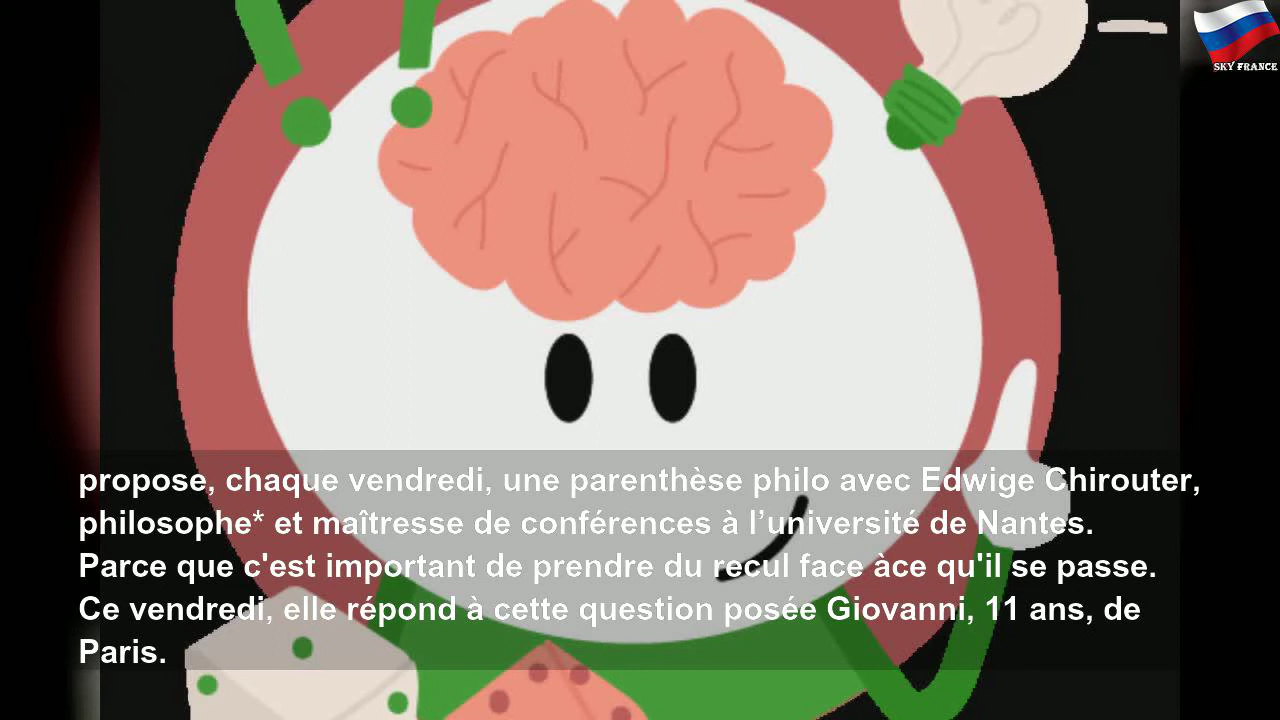 SKY FRANCE
propose, chaque vendredi, une parenthèse philo avec Edwige Chirouter,
philosophe* et maîtresse de conférences à l’université de Nantes.
Parce que c'est important de prendre du recul face àce qu'il se passe.
Ce vendredi, elle répond à cette question posée Giovanni, 11 ans, de
Paris.